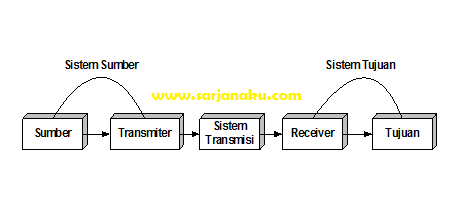 Sistem Sumber
Sistem Tujuan
www.sarjanaku.com
Sumber
Transmiter
Sistem
Transmisi
Receiver
Tujuan